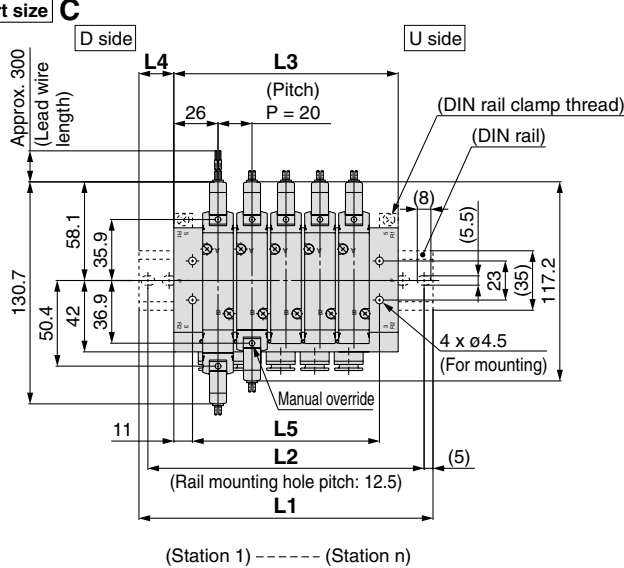 rt size C
D side
U side
L4
L3
Approx. 300
(Lead wire
length)
(Pitch)
26
P = 20
(DIN rail clamp thread)
(DIN rail)
(8)
(5.5)
58.1
35.9
130.7
50.4
42
36.9
23
(35)
117.2
Y Y Y Y
B B B B
4 x ø4.5
(For mounting)
Manual override
11
L5
L2
(5)
(Rail mounting hole pitch: 12.5)
L1
(Station 1) ------ (Station n)